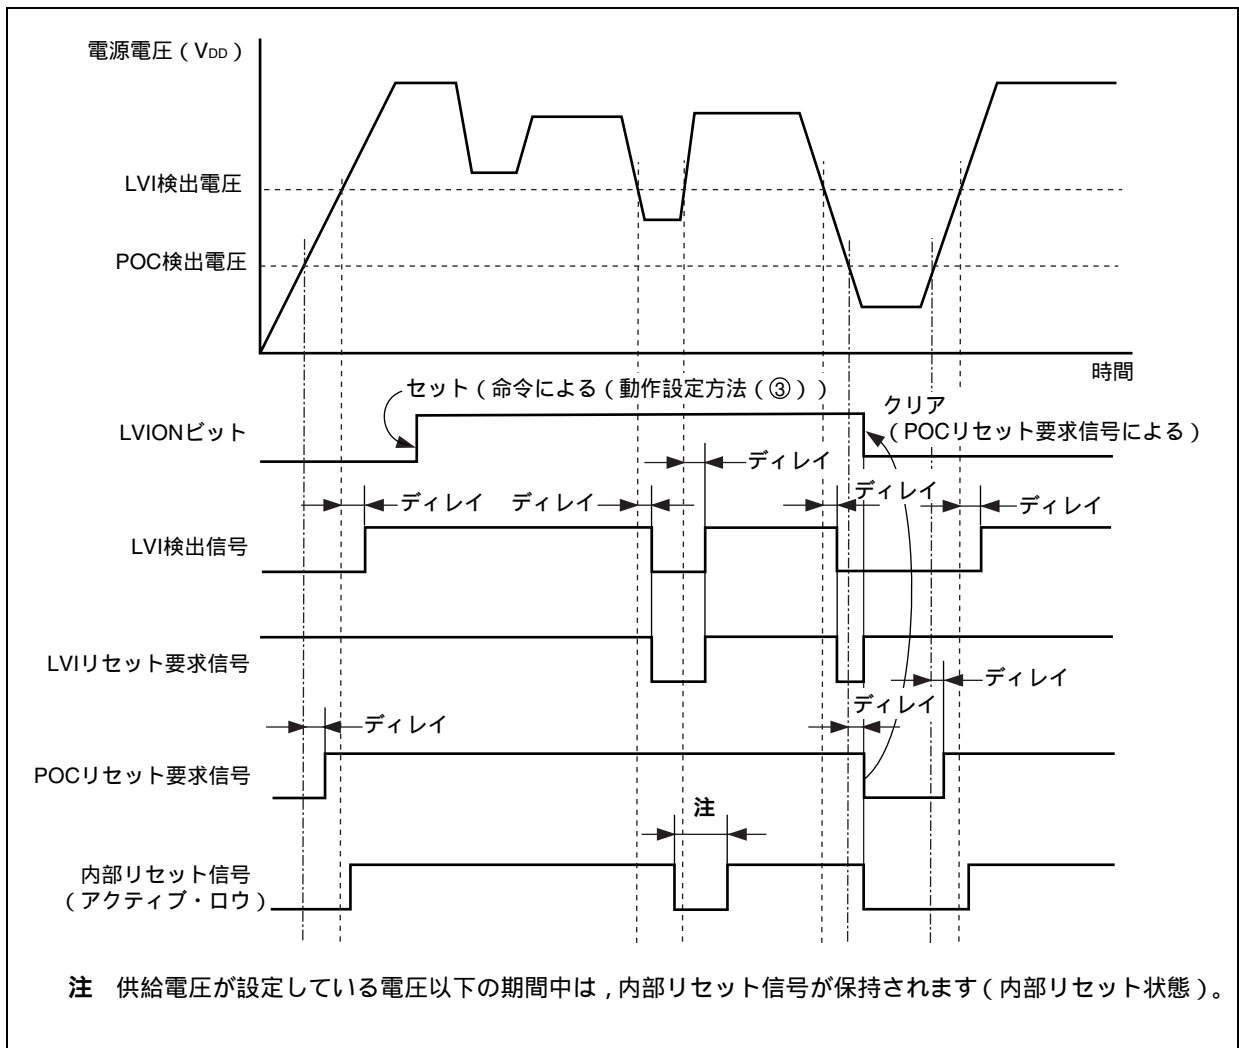 電源電圧（VDD）
LVI検出電圧
POC検出電圧
時間
セット（命令による（動作設定方法（③））
クリア
（POCリセット要求信号による）
LVIONビット
ディレイ
ディレイ
ディレイ
ディレイ
ディレイ
LVI検出信号
LVIリセット要求信号
ディレイ
ディレイ
ディレイ
POCリセット要求信号
注
内部リセット信号
（アクティブ・ロウ）
注　供給電圧が設定している電圧以下の期間中は，内部リセット信号が保持されます（内部リセット状態）。